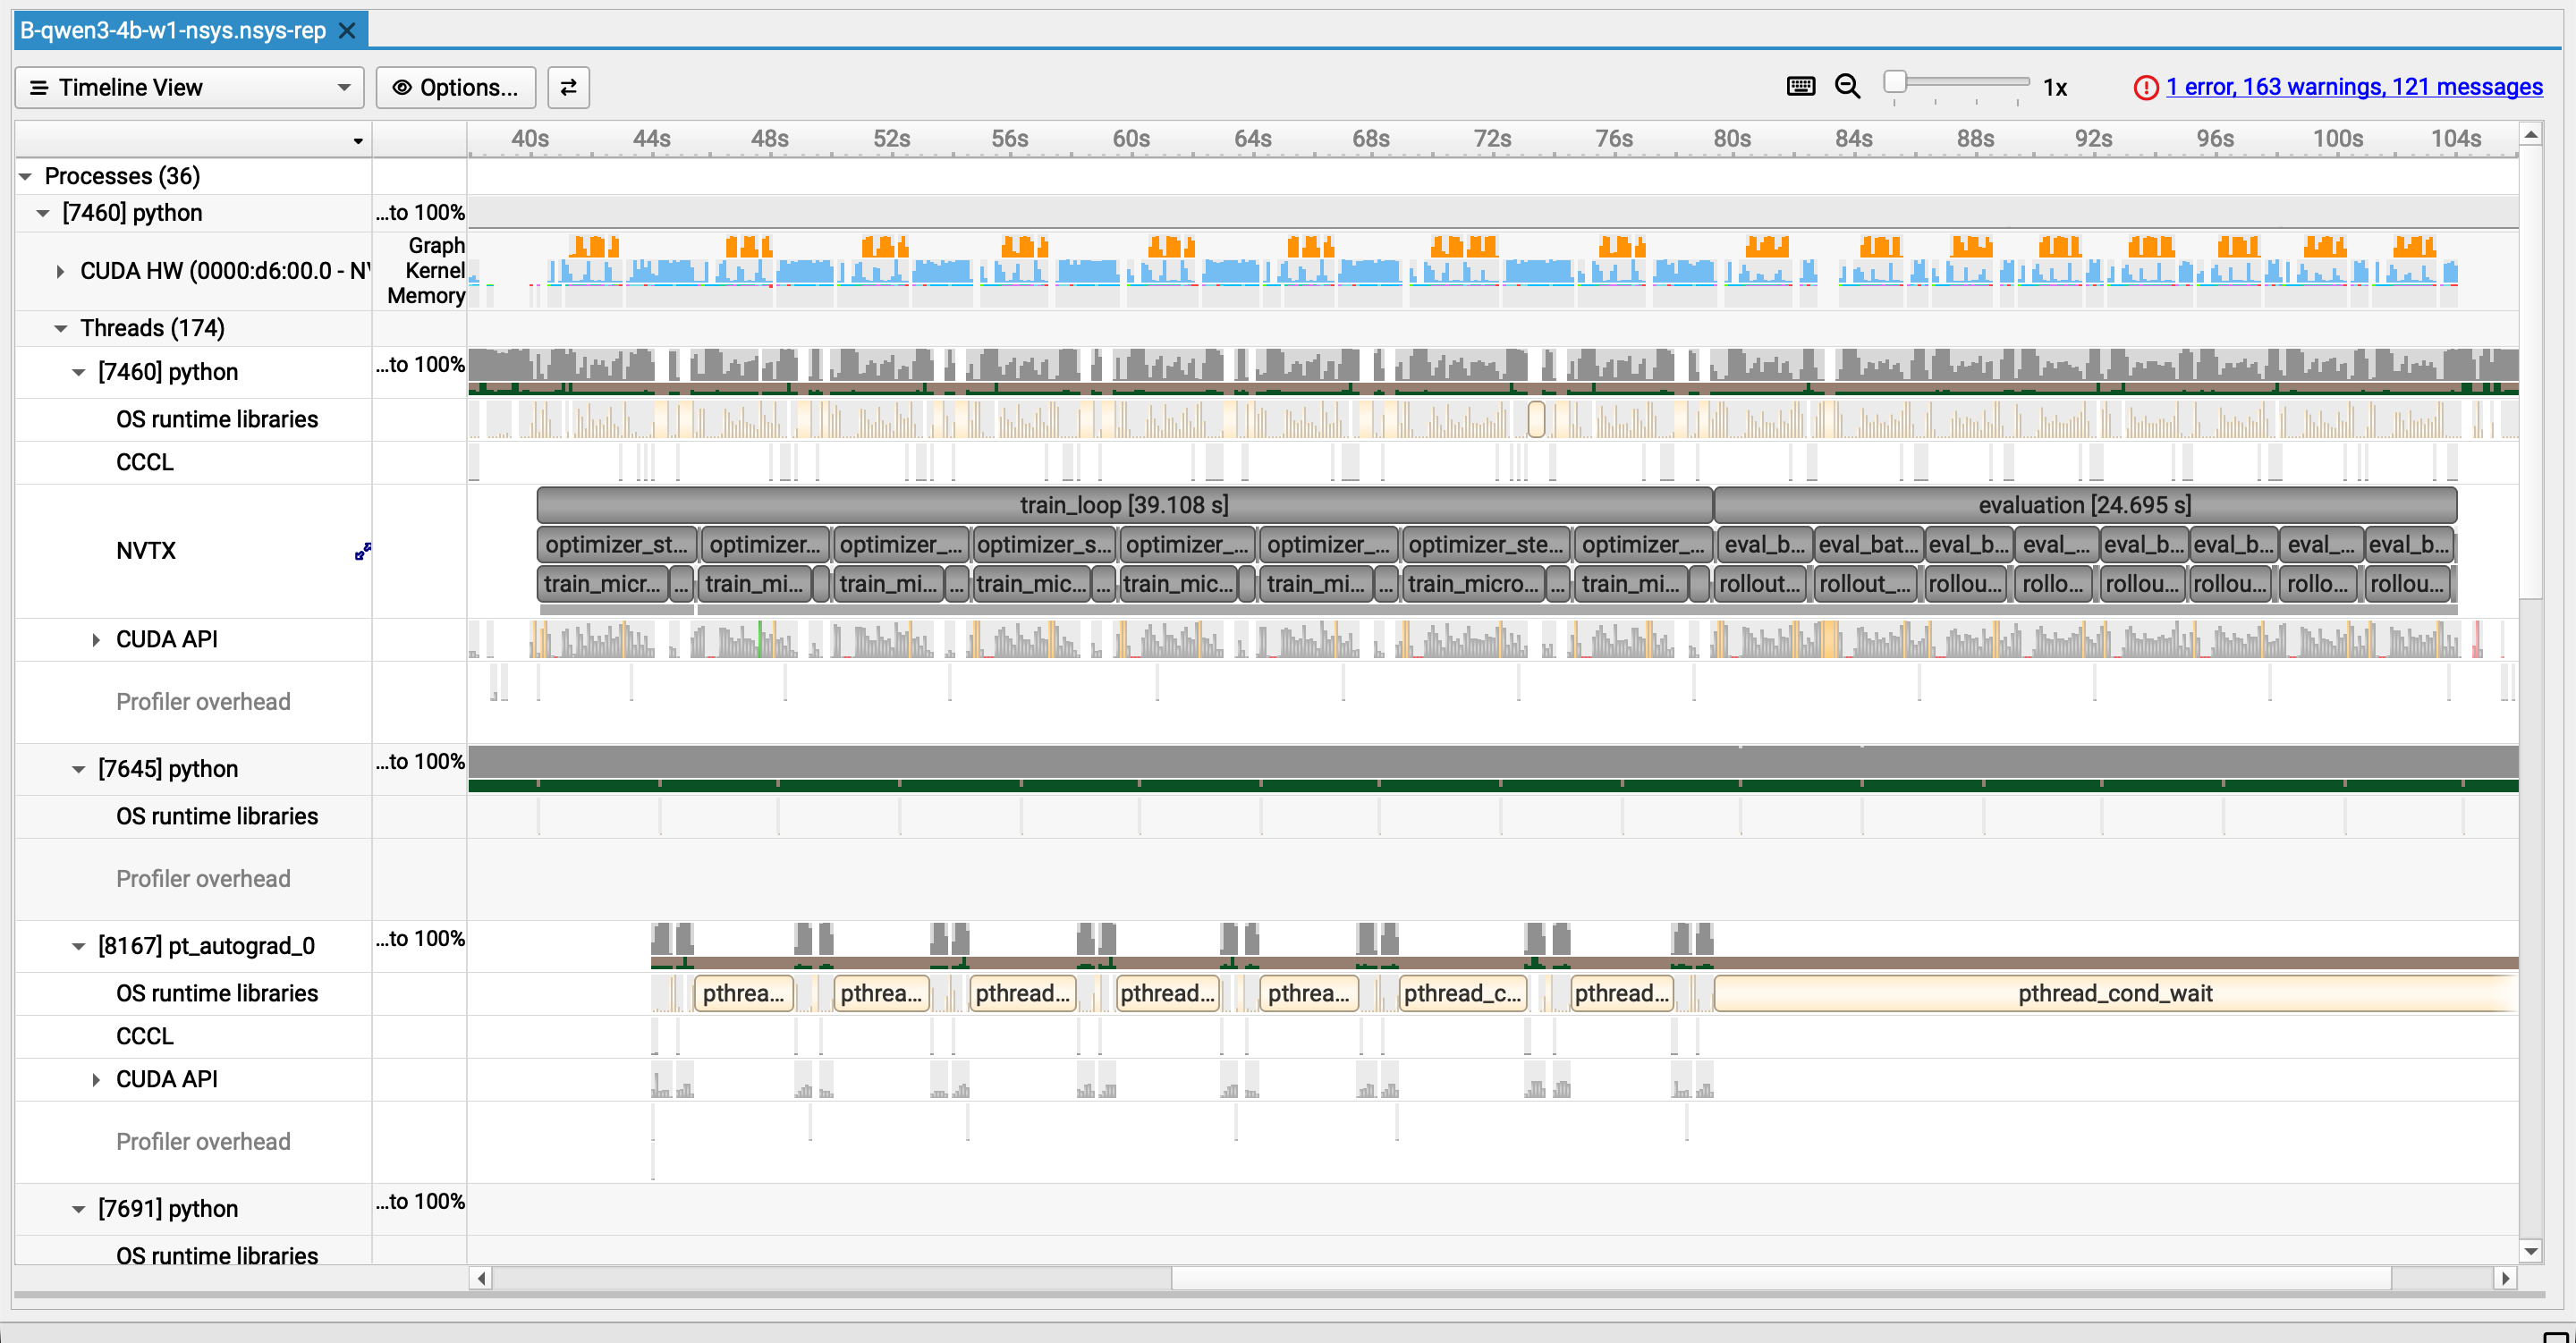 B-qwen3-4b-w1-nsys.nsys-rep
Timeline View Options... 1x 1 error, 163 warnings, 121 messages
40s 44s 48s 52s 56s 60s 64s 68s 72s 76s 80s 84s 88s 92s 96s 100s 104s
Processes (36)
[7460] python ...to 100%
CUDA HW (0000:d6:00.0 - N
Graph
Kernel
Memory
Threads (174)
[7460] python ...to 100%
OS runtime libraries
CCCL
NVTX
train_loop [39.108 s] evaluation [24.695 s]
optimizer_st... optimizer... optimizer_... optimizer_s... optimizer_... optimizer_... optimizer_ste... optimizer_... eval_b... eval_bat... eval_b... eval_... eval_b... eval_b... eval_... eval_b...
train_micr... ... train_mi... train_mi... ... train_mic... ... train_mic... train_mi... ... train_micro... ... train_mi... rollout... rollout_... rollou... rollo... rollou... rollou... rollo... rollou...
CUDA API
Profiler overhead
[7645] python ...to 100%
OS runtime libraries
Profiler overhead
[8167] pt_autograd_0 ...to 100%
OS runtime libraries pthrea... pthrea... pthread... pthread... pthrea... pthread_c... pthread... pthread_cond_wait
CCCL
CUDA API
Profiler overhead
[7691] python ...to 100%
OS runtime libraries